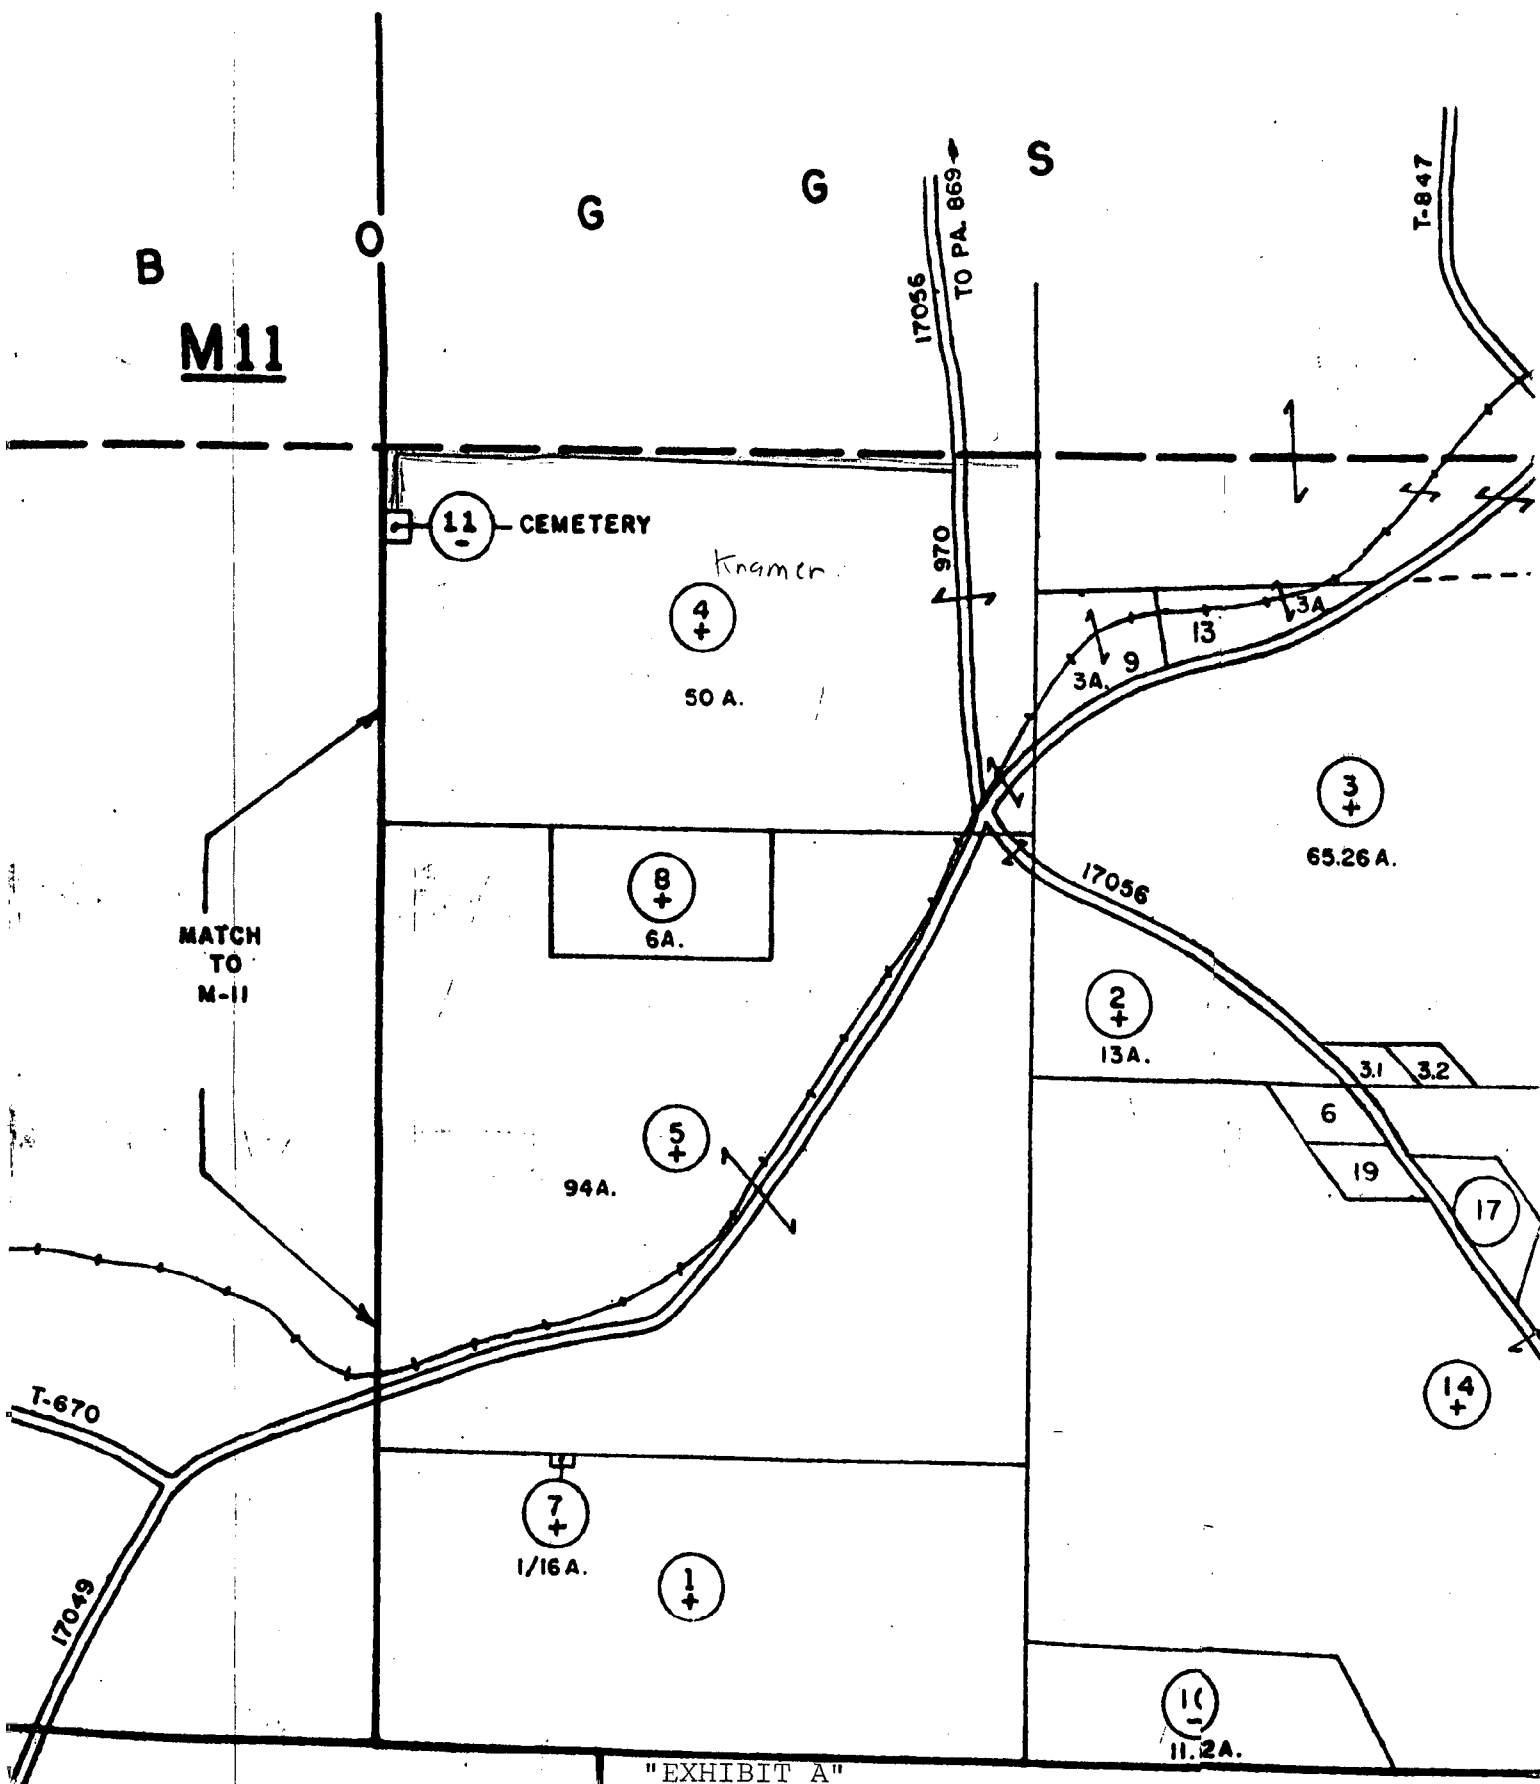 B O G G S
M11
17056
TO PA. 869
T-847
11
-
CEMETERY
Kramer
4
+
50 A.
970
3A
13
9
3A.
3
+
65.26 A.
8
+
6A.
17056
MATCH
TO
M-11
2
+
13A.
3.1
3.2
6
5
+
94A.
19
17
T-670
14
+
7
+
1/16 A.
1
+
17049
11.2A.
"EXHIBIT A"